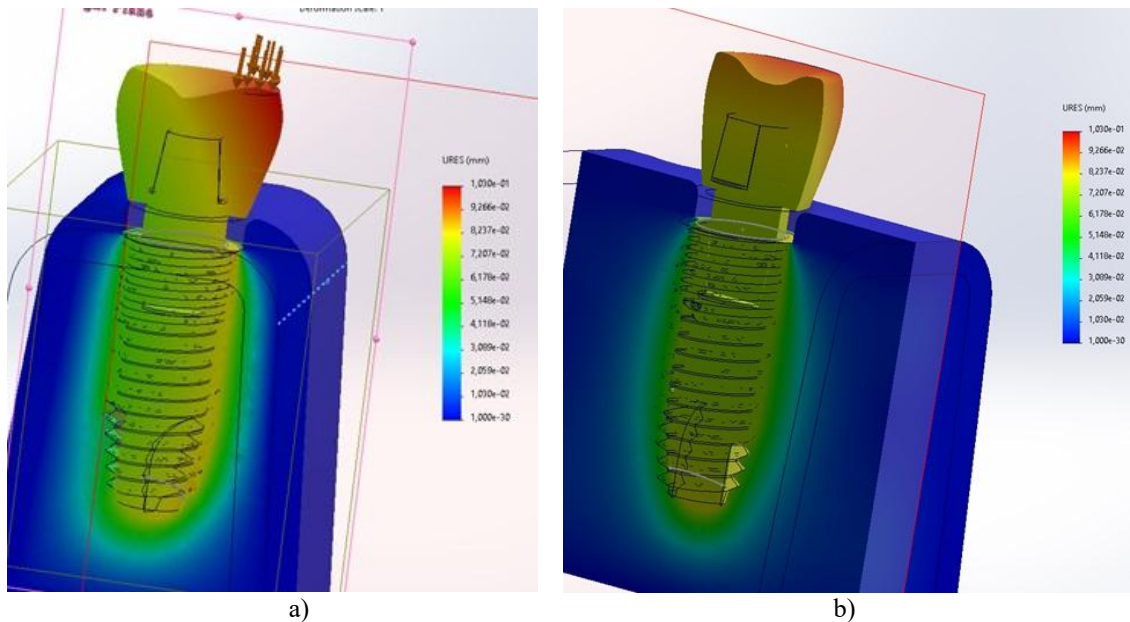 Deformation scale: 1
URES (mm)
1,030e-01
9,266e-02
8,237e-02
7,207e-02
6,178e-02
5,148e-02
4,118e-02
3,089e-02
2,059e-02
1,030e-02
1,000e-30
URES (mm)
1,030e-01
9,266e-02
8,237e-02
7,207e-02
6,178e-02
5,148e-02
4,118e-02
3,089e-02
2,059e-02
1,030e-02
1,000e-30
a)
b)